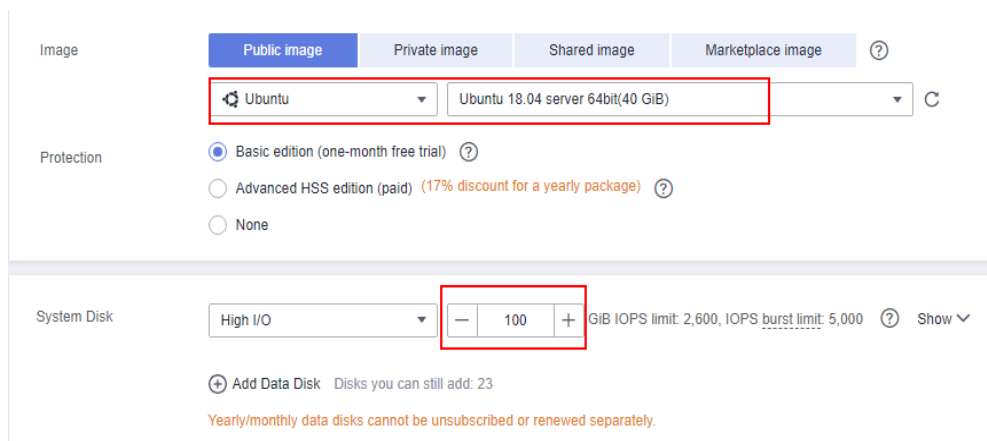 Image Public image Private image Shared image Marketplace image ?
Ubuntu Ubuntu 18.04 server 64bit(40 GiB)
Protection Basic edition (one-month free trial) ?
Advanced HSS edition (paid) (17% discount for a yearly package) ?
None
System Disk High I/O − 100 + GiB IOPS limit: 2,600, IOPS burst limit: 5,000 ? Show
Add Data Disk Disks you can still add: 23
Yearly/monthly data disks cannot be unsubscribed or renewed separately.